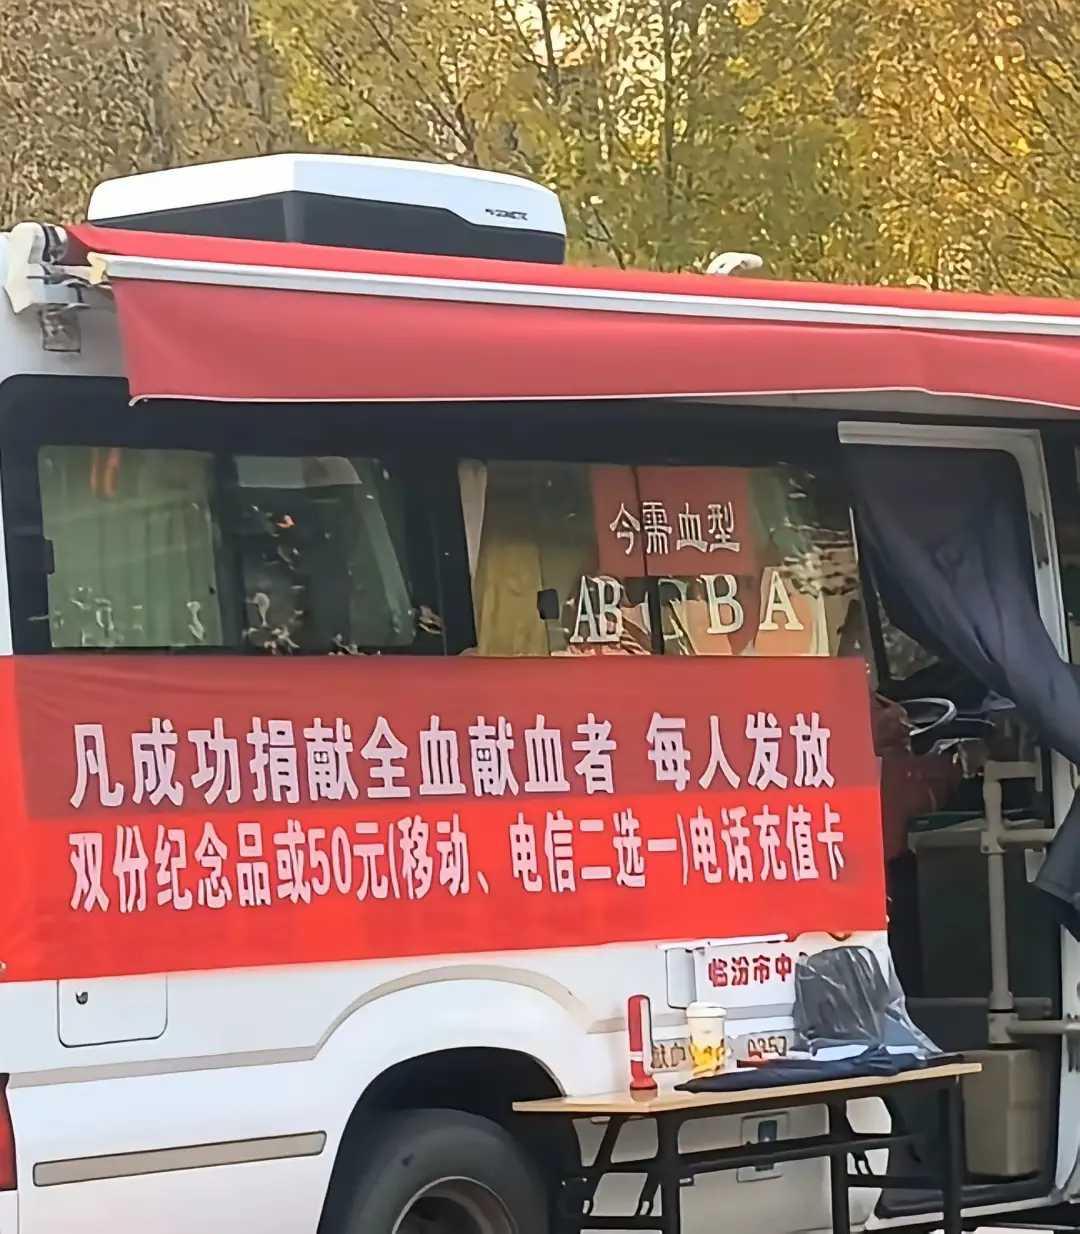 今需血型
AB O B A
凡成功捐献全血献血者 每人发放
双份纪念品或50元(移动、电信二选一)电话充值卡
临汾市中
0357